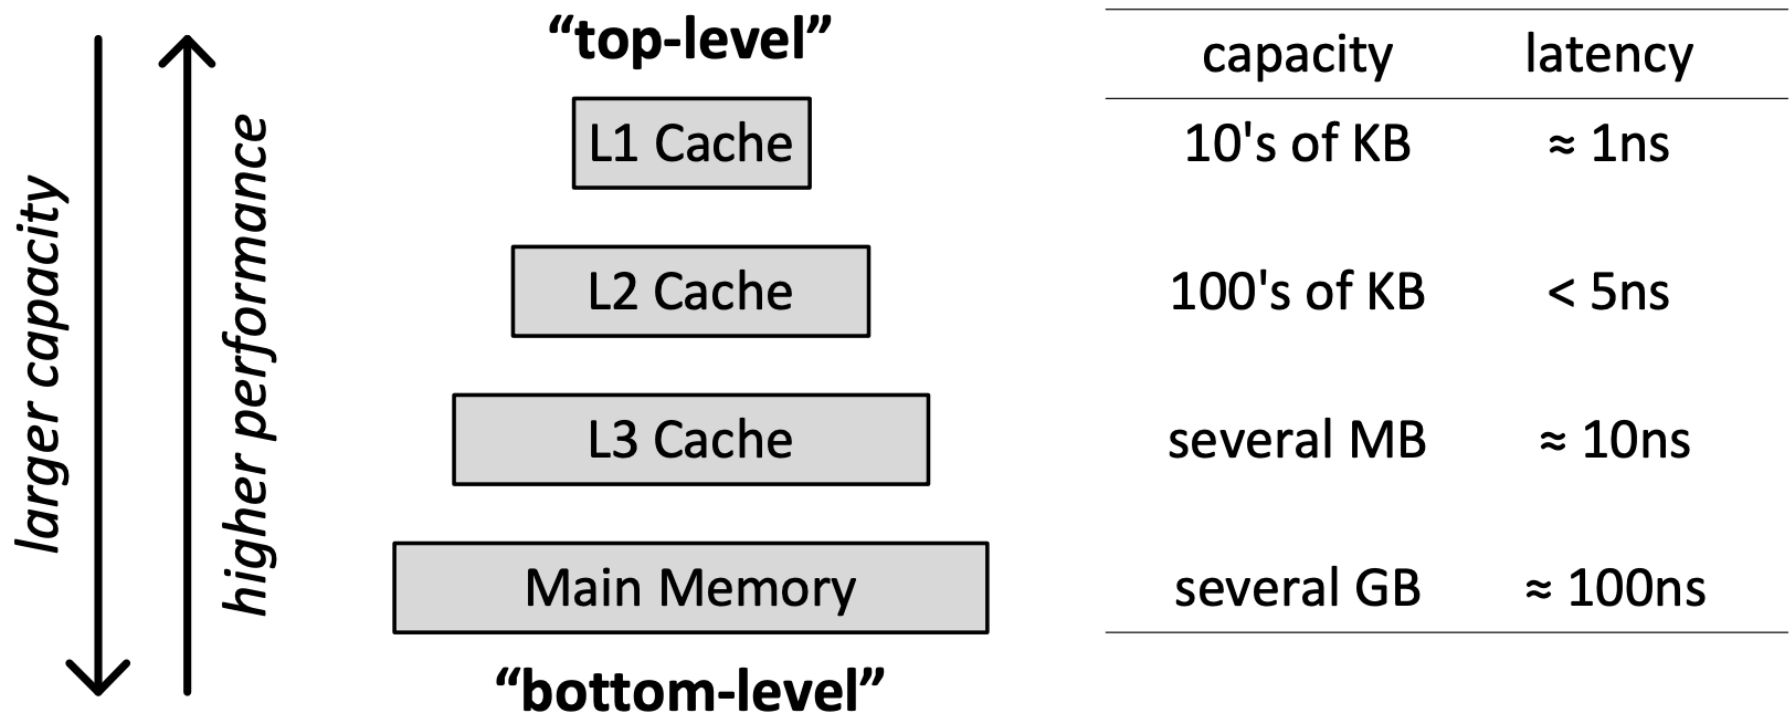 larger capacity
higher performance
“top-level”
L1 Cache
L2 Cache
L3 Cache
Main Memory
“bottom-level”
capacity latency
10's of KB ≈ 1ns
100's of KB < 5ns
several MB ≈ 10ns
several GB ≈ 100ns